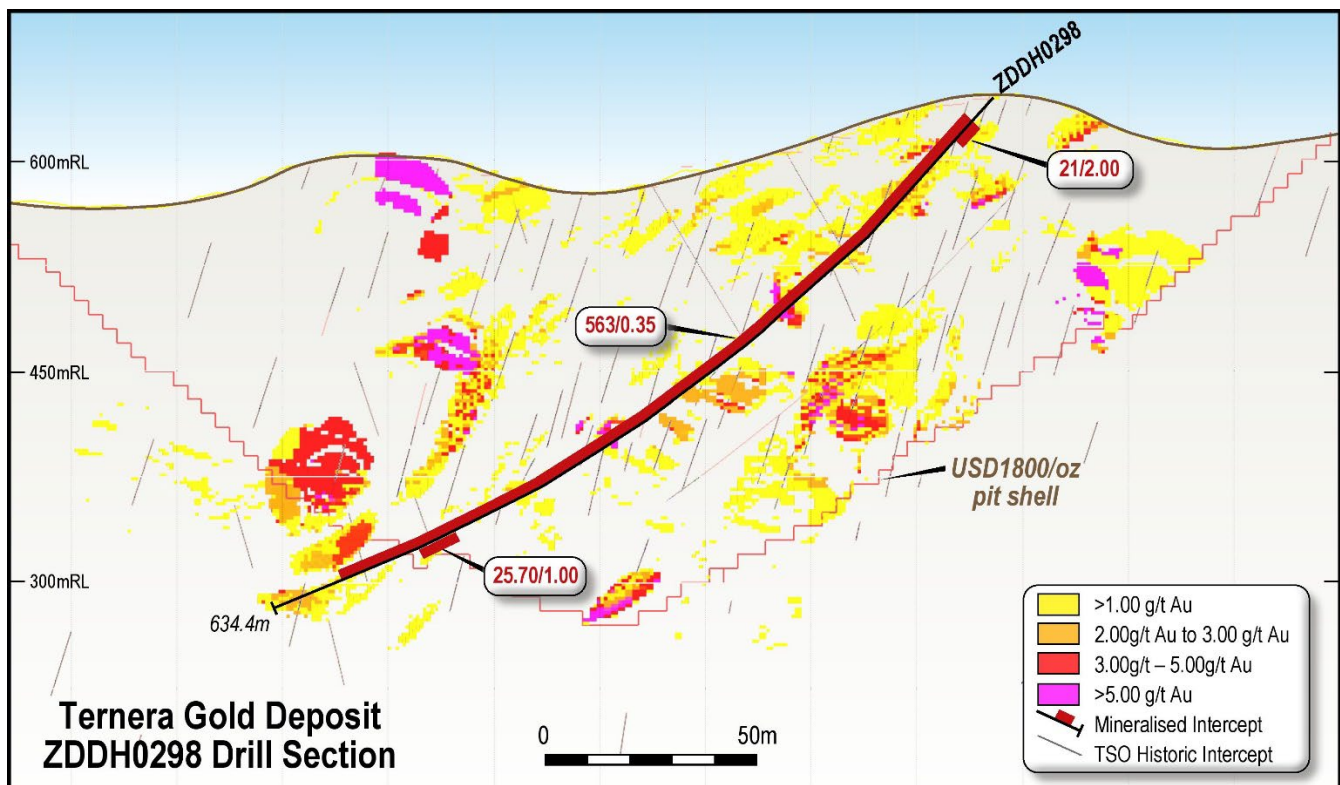 ZDDH0298
600mRL
21/2.00
563/0.35
450mRL
USD1800/oz
pit shell
300mRL
25.70/1.00
634.4m
>1.00 g/t Au
2.00g/t Au to 3.00 g/t Au
3.00g/t – 5.00g/t Au
>5.00 g/t Au
Mineralised Intercept
TSO Historic Intercept
Ternera Gold Deposit
ZDDH0298 Drill Section
0 50m